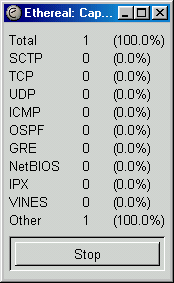 Ethereal: Cap...
Total 1 (100.0%)
SCTP 0 (0.0%)
TCP 0 (0.0%)
UDP 0 (0.0%)
ICMP 0 (0.0%)
OSPF 0 (0.0%)
GRE 0 (0.0%)
NetBIOS 0 (0.0%)
IPX 0 (0.0%)
VINES 0 (0.0%)
Other 1 (100.0%)
Stop